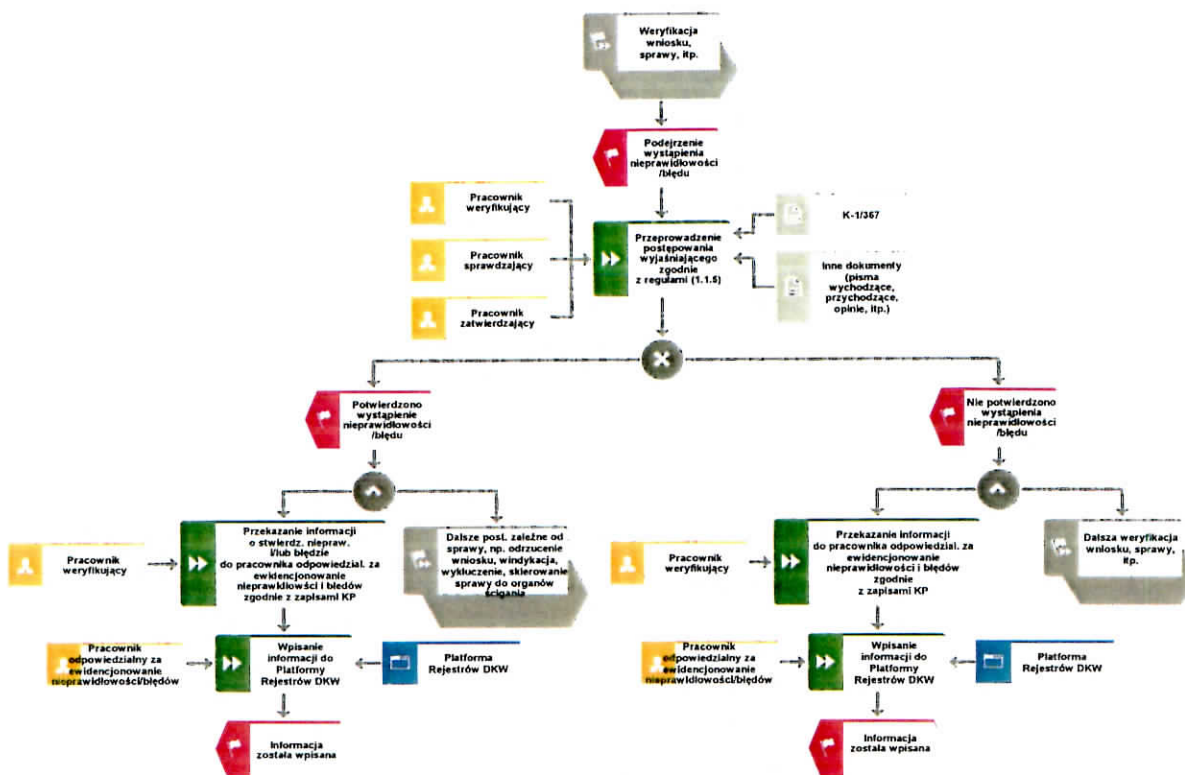 Weryfikacja
wniosku,
sprawy, itp.
Podejrzenie
wystąpienia
nieprawidłowości
/błędu
Pracownik
weryfikujący
Pracownik
sprawdzający
Pracownik
zatwierdzający
Przeprowadzenie
postępowania
wyjaśniającego
zgodnie
z regułami (1.1.5)
K-1/367
Inne dokumenty
(pisma
wychodzące,
przychodzące,
opinie, itp.)
Potwierdzono
wystąpienie
nieprawidłowości
/błędu
Nie potwierdzono
wystąpienia
nieprawidłowości
/błędu
Pracownik
weryfikujący
Przekazanie informacji
o stwierdz. niepraw.
i/lub błędzie
do pracownika odpowiedzial. za
ewidencjonowanie
nieprawidłowości i błędów
zgodnie z zapisami KP
Dalsze post. zależne od
sprawy, np. odrzucenie
wniosku, windykacja,
wykluczenie, skierowanie
sprawy do organów
ścigania
Pracownik
weryfikujący
Przekazanie informacji
do pracownika odpowiedzial. za
ewidencjonowanie
nieprawidłowości i błędów
zgodnie
z zapisami KP
Dalsza weryfikacja
wniosku, sprawy,
itp.
Pracownik
odpowiedzialny za
ewidencjonowanie
nieprawidłowości/błędów
Wpisanie
informacji do
Platformy
Rejestrów DKW
Platforma
Rejestrów DKW
Pracownik
odpowiedzialny za
ewidencjonowanie
nieprawidłowości/błędów
Wpisanie
informacji do
Platformy
Rejestrów DKW
Platforma
Rejestrów DKW
Informacja
została wpisana
Informacja
została wpisana